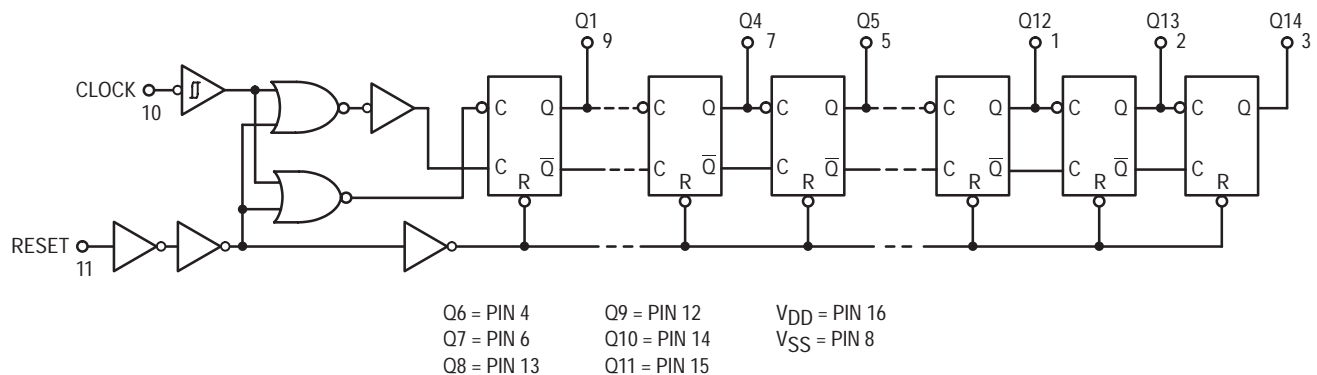 Q1 Q4 Q5 Q12 Q13 Q14
9 7 5 1 2 3
CLOCK
10
C Q C Q C Q C Q C Q Q
C Q̅ C Q̅ C Q̅ C Q̅ C Q̅ C
R R R R R R
RESET
11
Q6 = PIN 4 Q9 = PIN 12 VDD = PIN 16
Q7 = PIN 6 Q10 = PIN 14 VSS = PIN 8
Q8 = PIN 13 Q11 = PIN 15